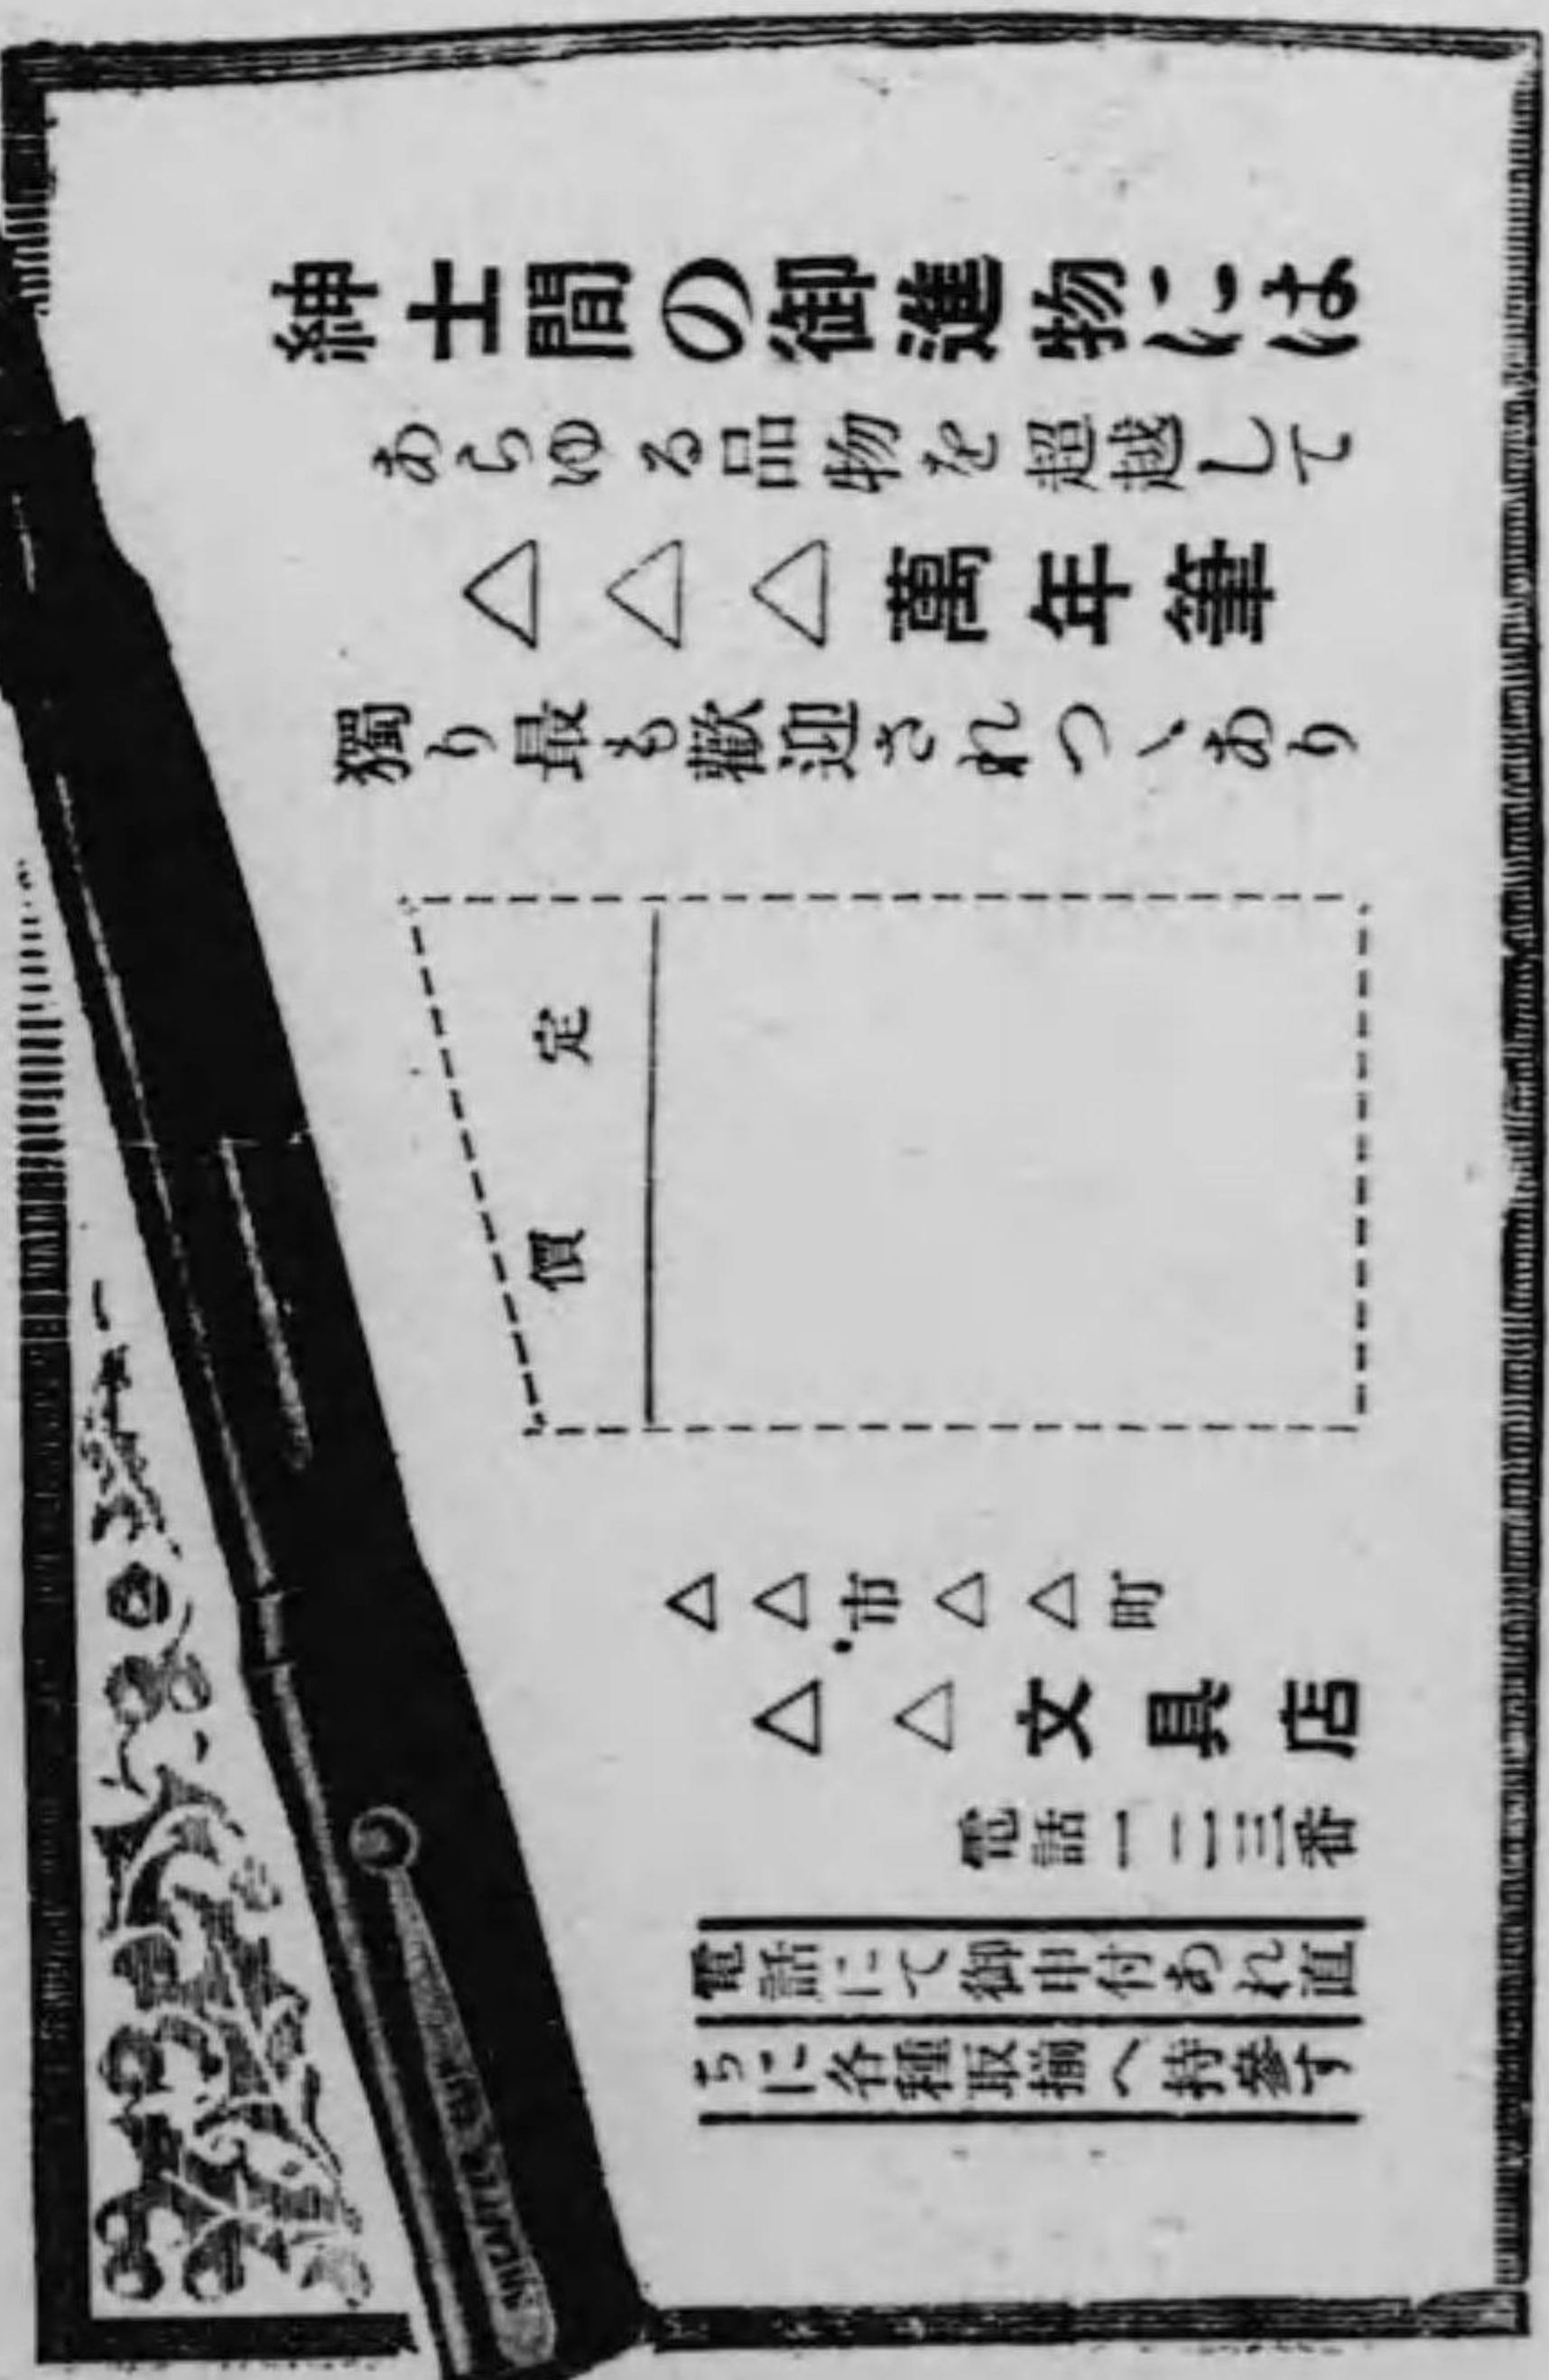 紳士間の御進物には
あらゆる品物を超越して
△△△萬年筆
獨り最も歡迎されつゝあり
定價
△△市△△町
△△文具店
電話一二三番
電話にて御申付あれ直
ちに各種取揃へ持參す